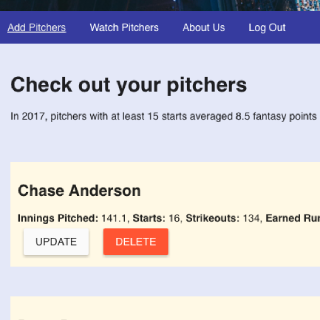 Add Pitchers Watch Pitchers About Us Log Out
Check out your pitchers
In 2017, pitchers with at least 15 starts averaged 8.5 fantasy points
Chase Anderson
Innings Pitched: 141.1, Starts: 16, Strikeouts: 134, Earned Ru
UPDATE DELETE